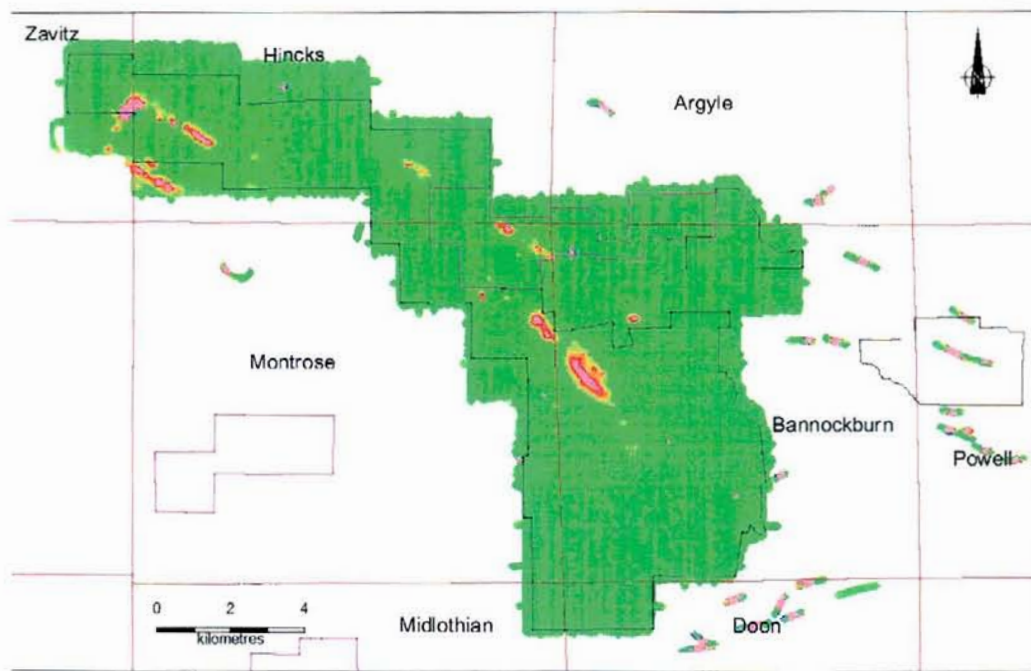 Zavitz
Hincks
Argyle
Montrose
Bannockburn
Powell
0 2 4
kilometres
Midlothian
Doon